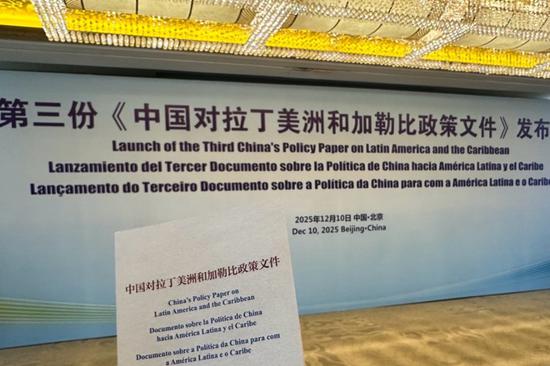 第三份《中国对拉丁美洲和加勒比政策文件》发布
Launch of the Third China's Policy Paper on Latin America and the Caribbean
Lanzamiento del Tercer Documento sobre la Política de China hacia América Latina y el Caribe
Lançamento do Terceiro Documento sobre a Política da China para com a América Latina e o Caribe
2025年12月10日 中国·北京
Dec 10, 2025 Beijing·China
中国对拉丁美洲和加勒比政策文件
China's Policy Paper on
Latin America and the Caribbean
Documento sobre la Política de China
hacia América Latina y el Caribe
Documento sobre a Política da China para com
a América Latina e o Caribe